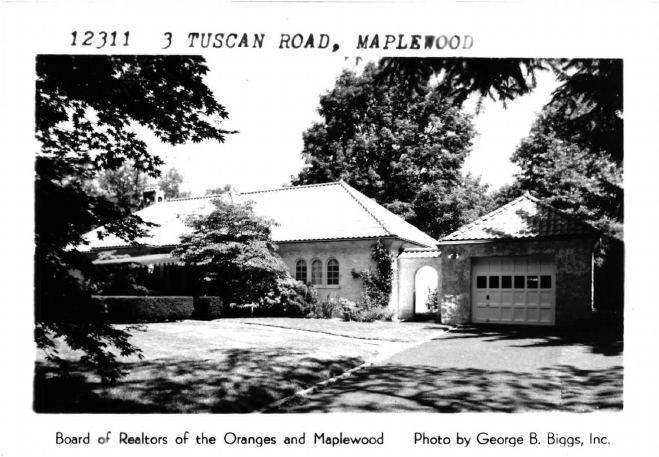 12311 3 TUSCAN ROAD, MAPLEWOOD
Board of Realtors of the Oranges and Maplewood Photo by George B. Biggs, Inc.